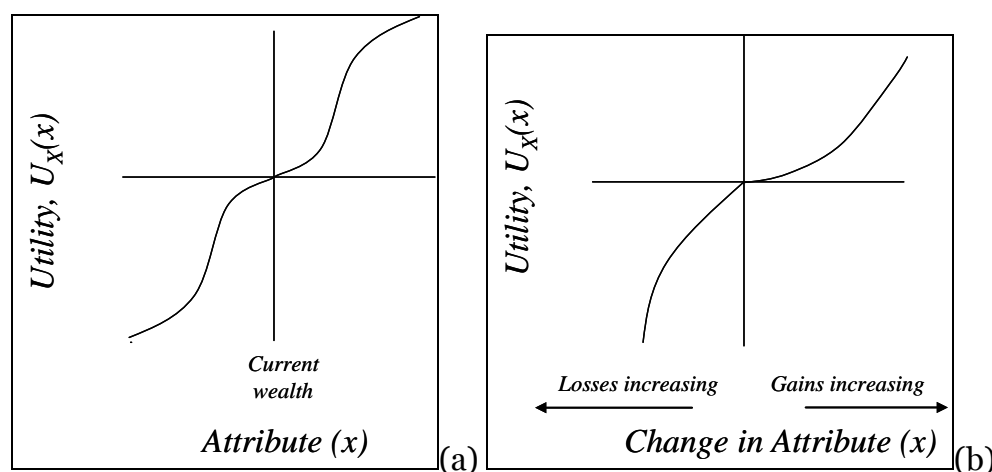 Utility, U_X(x)
Current
wealth
Attribute (x)
(a)
Utility, U_X(x)
Losses increasing
Gains increasing
Change in Attribute (x)
(b)